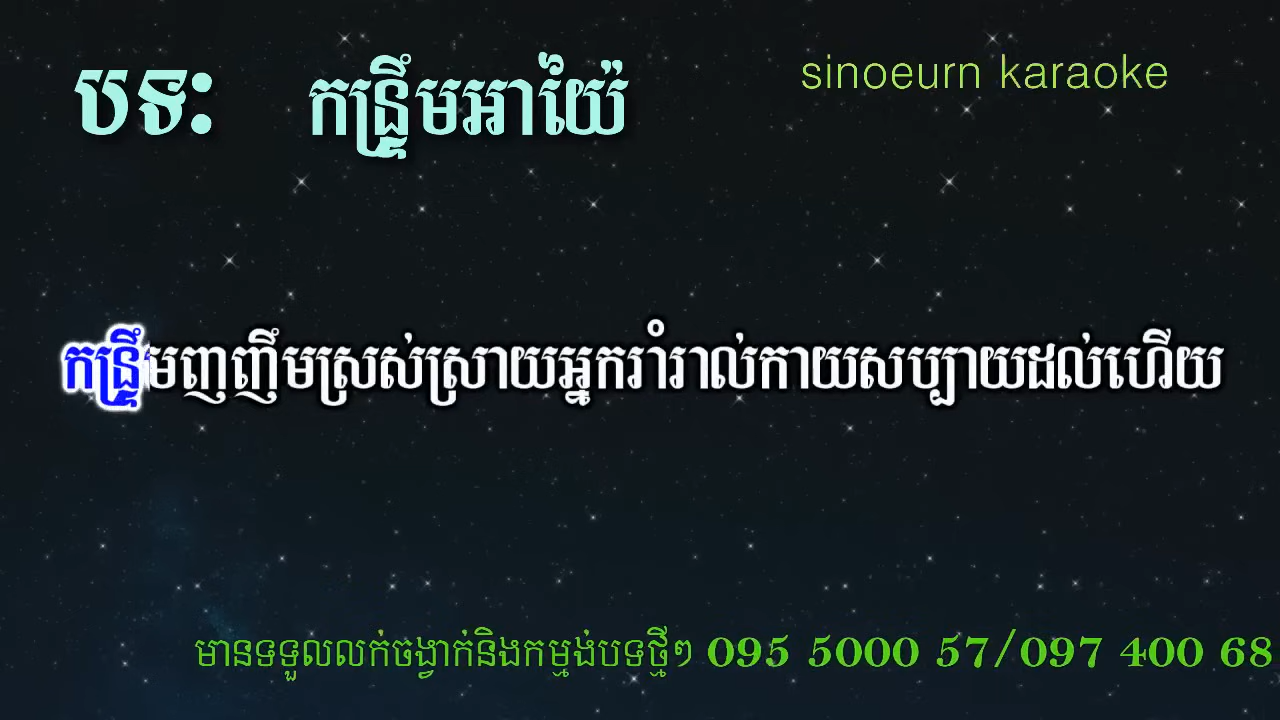 បទៈ កន្ទ្រឹមអាយ៉ៃ
sinoeurn karaoke
កន្ទ្រឹមញញឹមស្រស់ស្រាយអ្នករាំរាល់កាយសប្បាយដល់ហើយ
មានទទួលលក់ចង្វាក់និងកម្មង់បទថ្មីៗ 095 5000 57/097 400 68